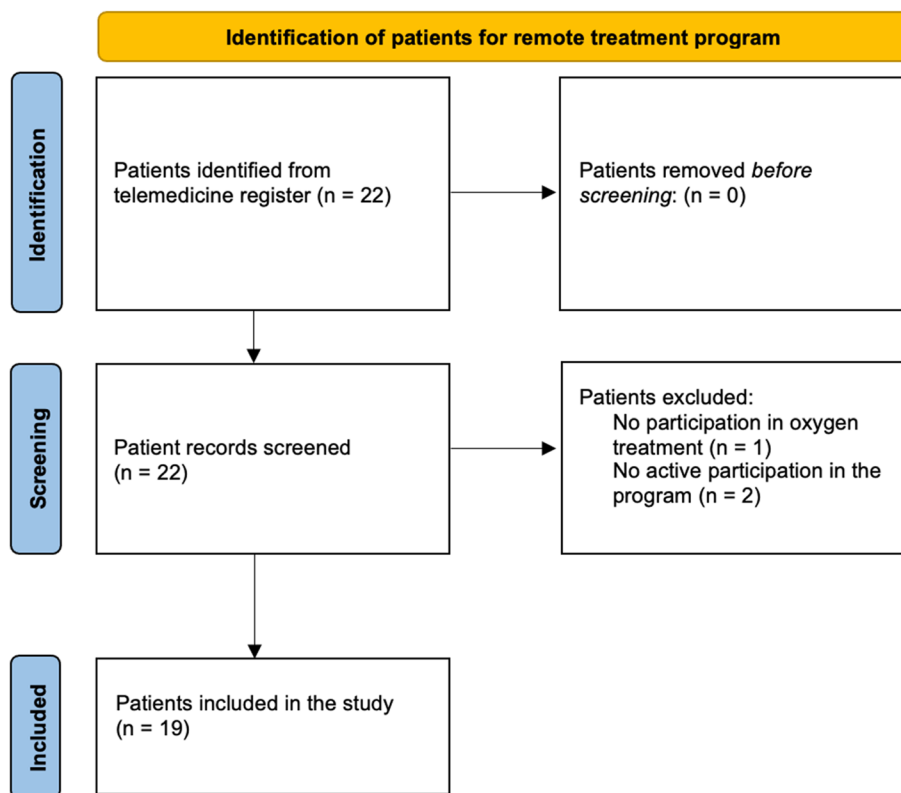 Identification of patients for remote treatment program
Identification
Patients identified from
telemedicine register (n = 22)
Patients removed before
screening: (n = 0)
Screening
Patient records screened
(n = 22)
Patients excluded:
No participation in oxygen
treatment (n = 1)
No active participation in the
program (n = 2)
Included
Patients included in the study
(n = 19)